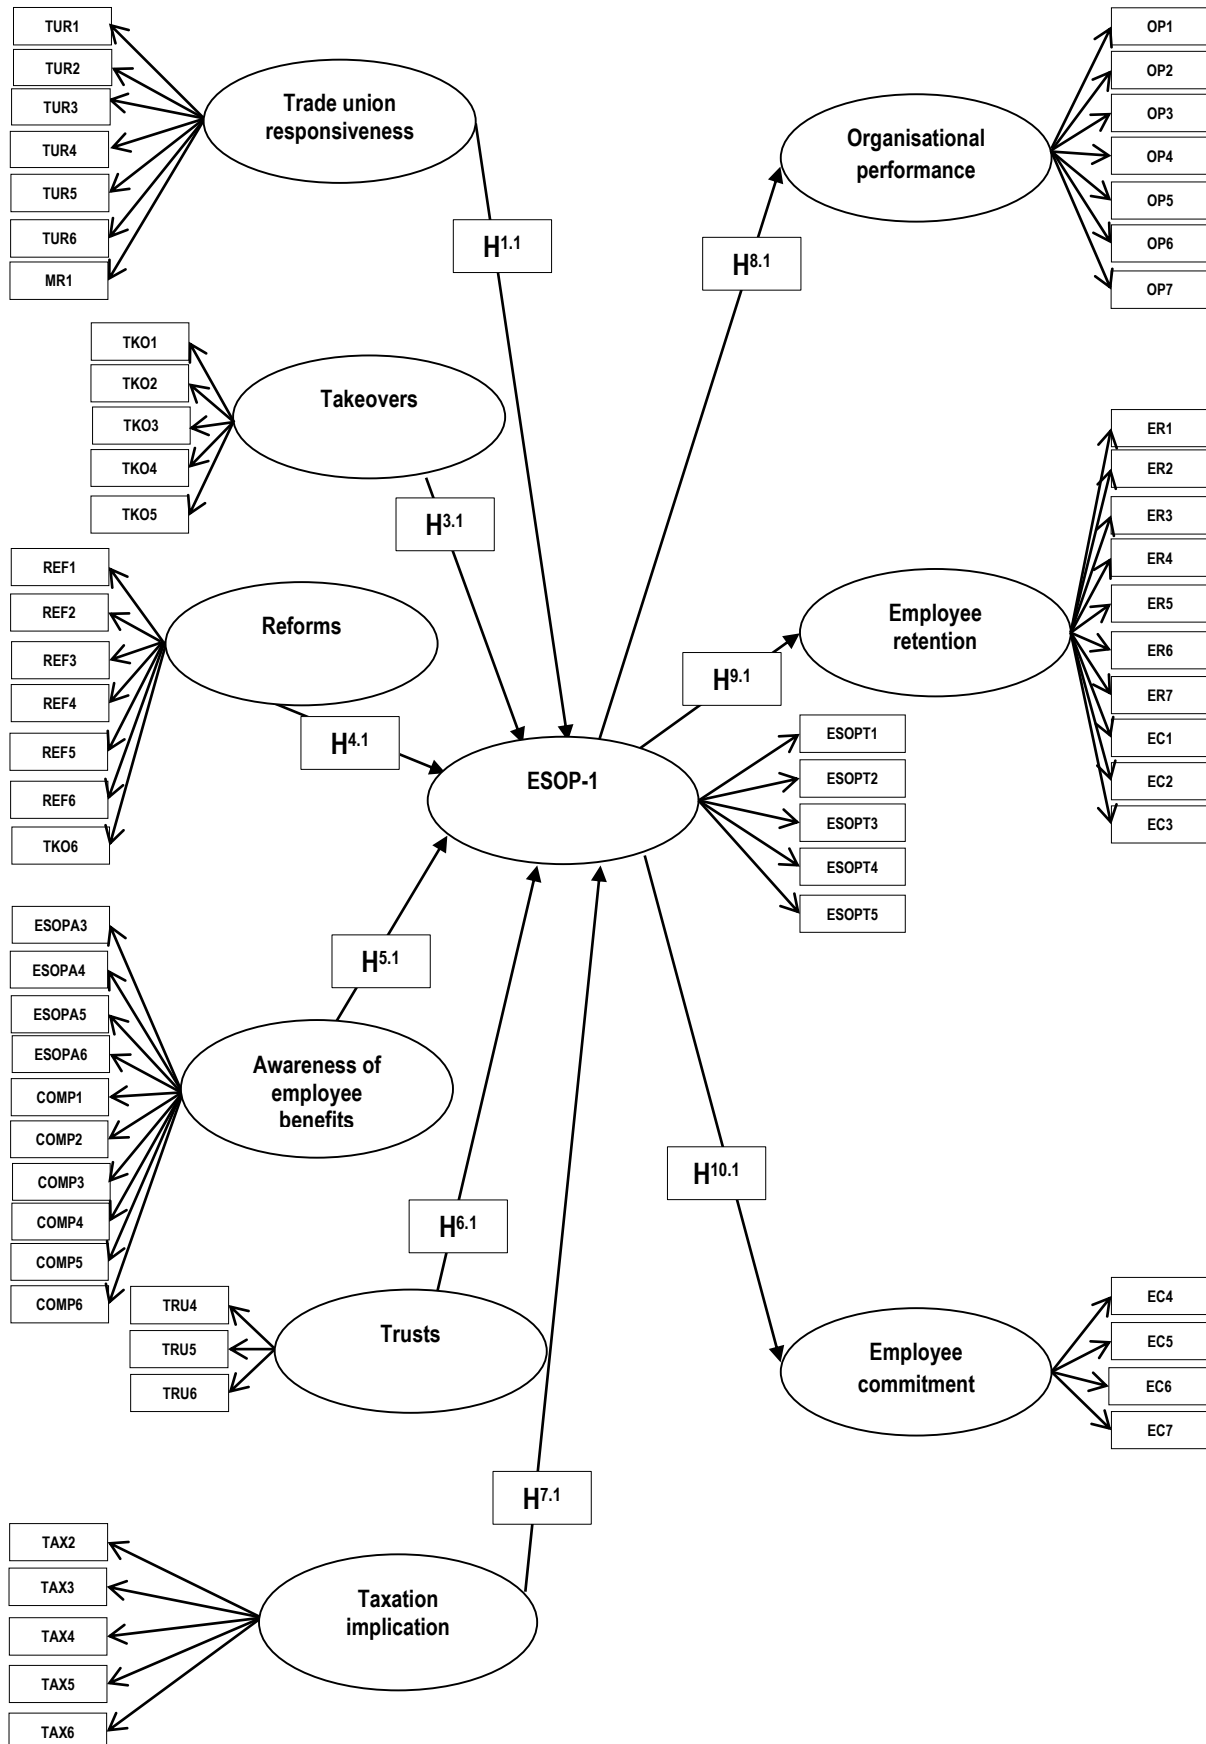 TUR1
TUR2
TUR3
TUR4
TUR5
TUR6
MR1
Trade union
responsiveness
H1.1
TKO1
TKO2
TKO3
TKO4
TKO5
Takeovers
H3.1
REF1
REF2
REF3
REF4
REF5
REF6
TKO6
Reforms
H4.1
ESOPA3
ESOPA4
ESOPA5
ESOPA6
COMP1
COMP2
COMP3
COMP4
COMP5
COMP6
Awareness of
employee
benefits
H5.1
TRU4
TRU5
TRU6
Trusts
H6.1
TAX2
TAX3
TAX4
TAX5
TAX6
Taxation
implication
H7.1
ESOP-1
ESOPT1
ESOPT2
ESOPT3
ESOPT4
ESOPT5
H8.1
Organisational
performance
OP1
OP2
OP3
OP4
OP5
OP6
OP7
H9.1
Employee
retention
ER1
ER2
ER3
ER4
ER5
ER6
ER7
EC1
EC2
EC3
H10.1
Employee
commitment
EC4
EC5
EC6
EC7